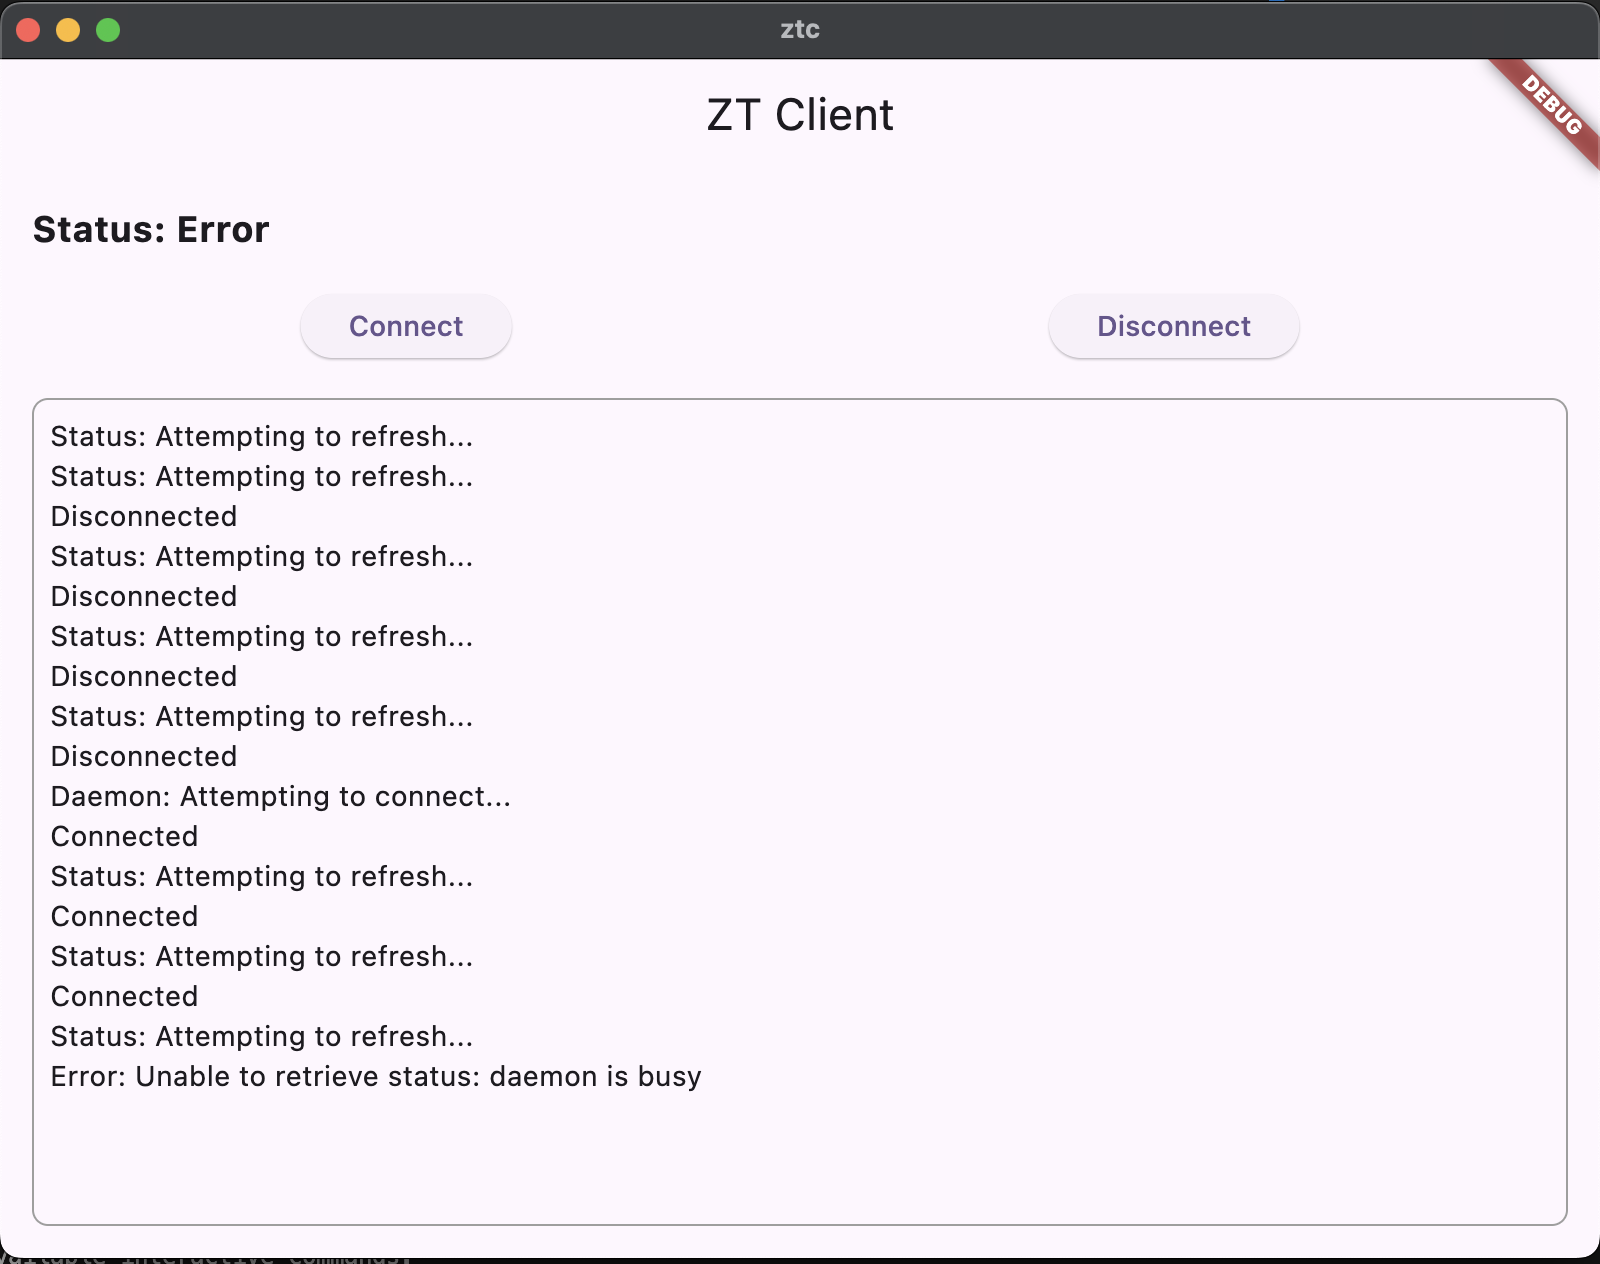 ztc
DEBUG
ZT Client
Status: Error
Connect
Disconnect
Status: Attempting to refresh...
Status: Attempting to refresh...
Disconnected
Status: Attempting to refresh...
Disconnected
Status: Attempting to refresh...
Disconnected
Status: Attempting to refresh...
Disconnected
Daemon: Attempting to connect...
Connected
Status: Attempting to refresh...
Connected
Status: Attempting to refresh...
Connected
Status: Attempting to refresh...
Error: Unable to retrieve status: daemon is busy